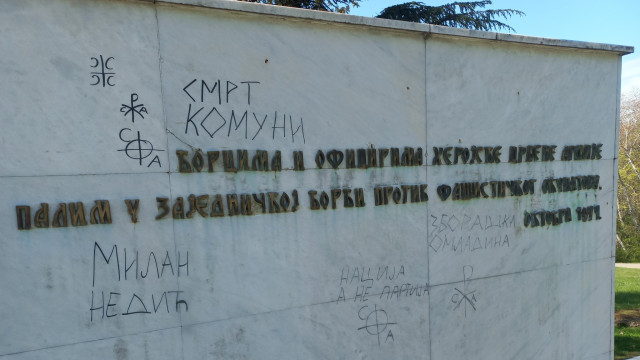 СМРТ
КОМУНИ
СФА
БОРЦИМА И ОФИЦИРИМА ХЕРОЈСКЕ ЦРВЕНЕ АРМИЈЕ
ПАЛИМ У ЗАЈЕДНИЧКОЈ БОРБИ ПРОТИВ ФАШИСТИЧКОГ ОКУПАТОРА.
ОКТОБРА 1944.
ЗБОРАШКА
ОМЛАДИНА
МИЛАН
НЕДИЋ
НАЦИЈА
А НЕ ПАРТИЈА
СФА